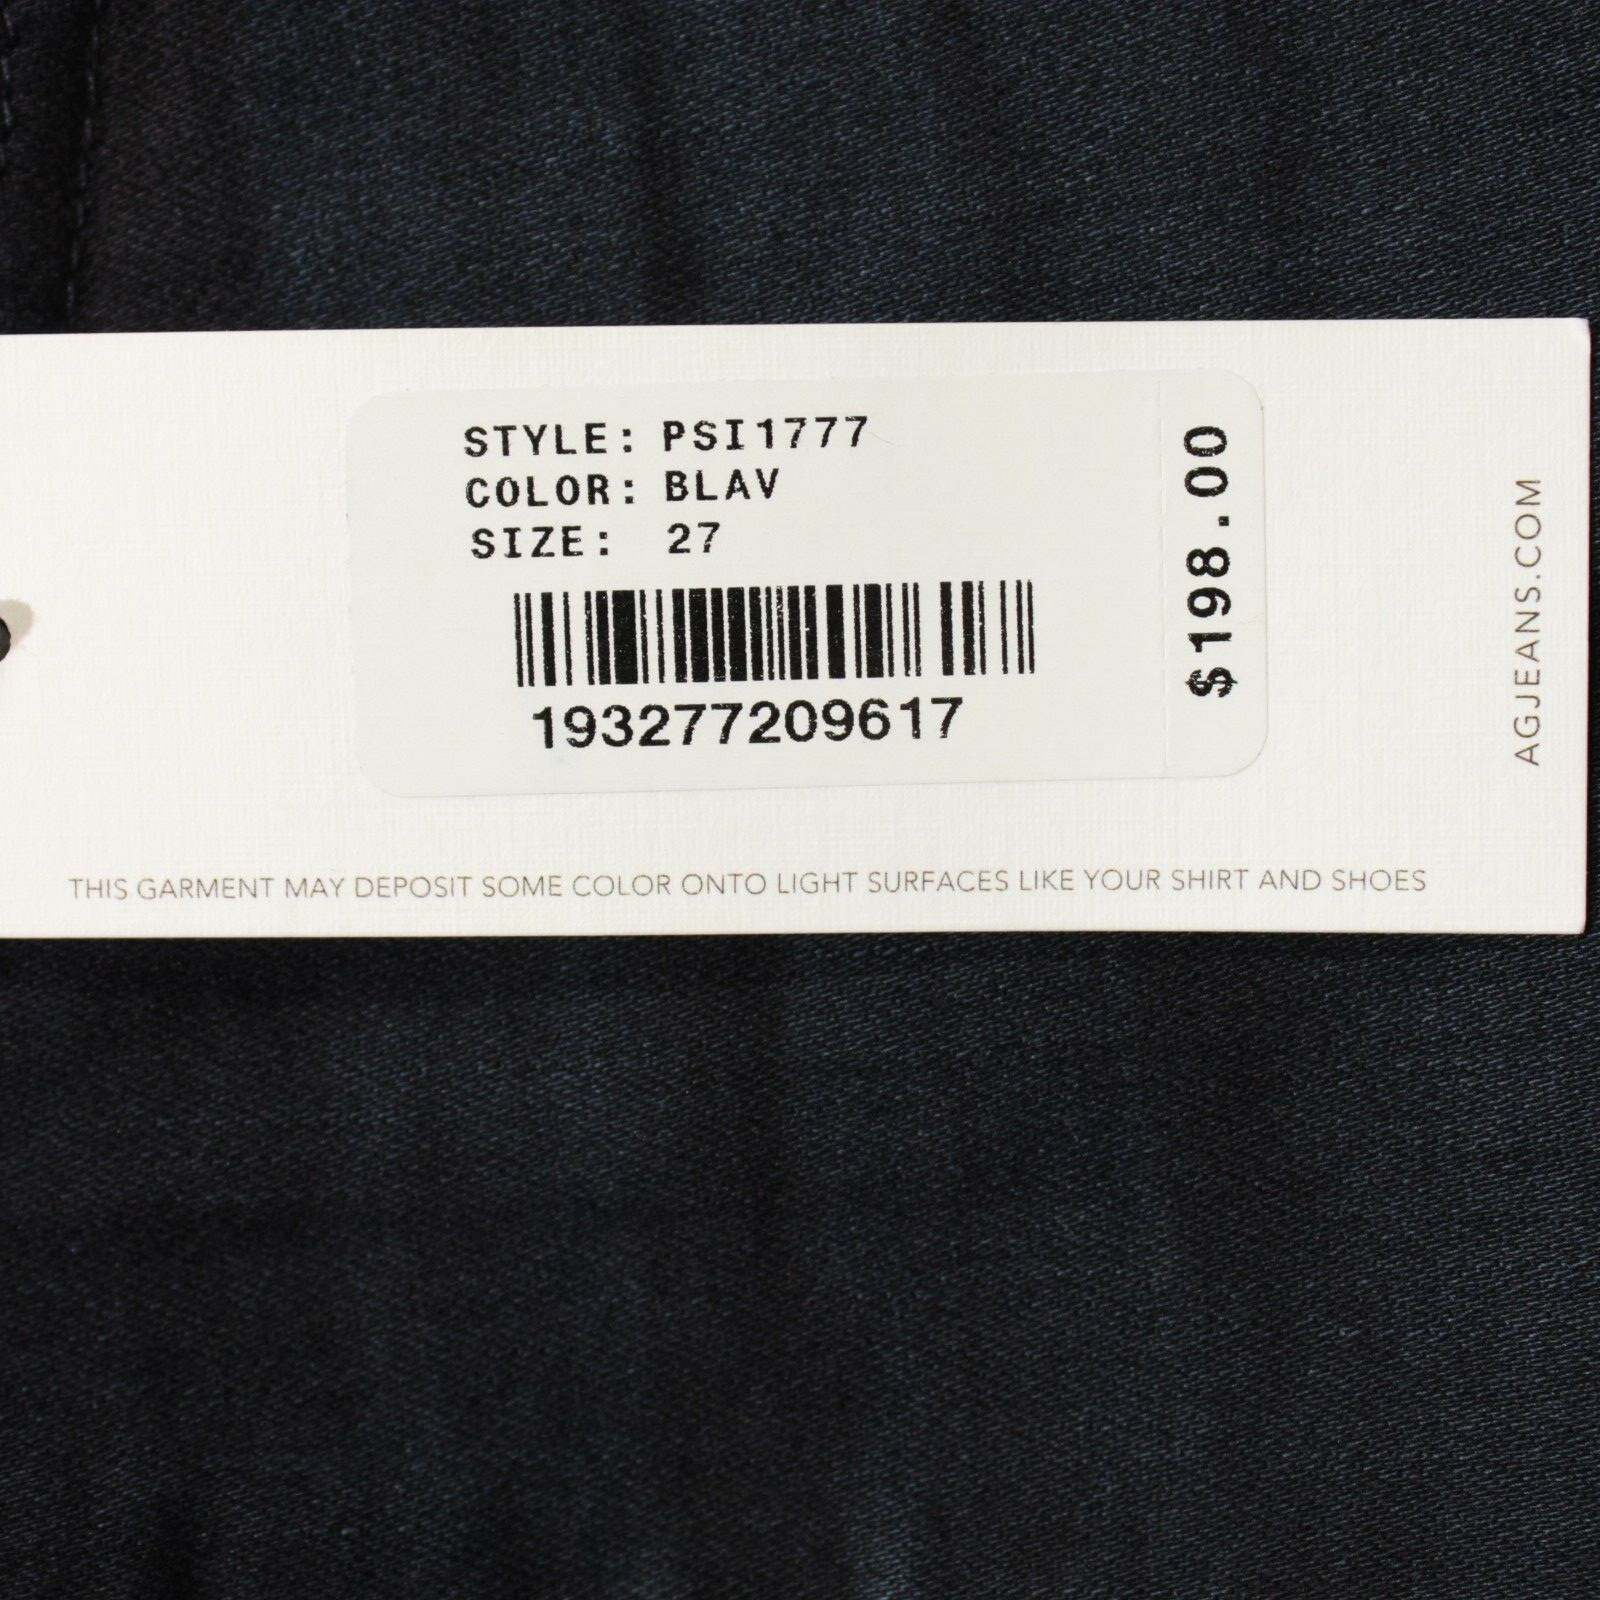 STYLE: PSI1777
COLOR: BLAV
SIZE: 27
193277209617
$198.00
AGJEANS.COM
THIS GARMENT MAY DEPOSIT SOME COLOR ONTO LIGHT SURFACES LIKE YOUR SHIRT AND SHOES